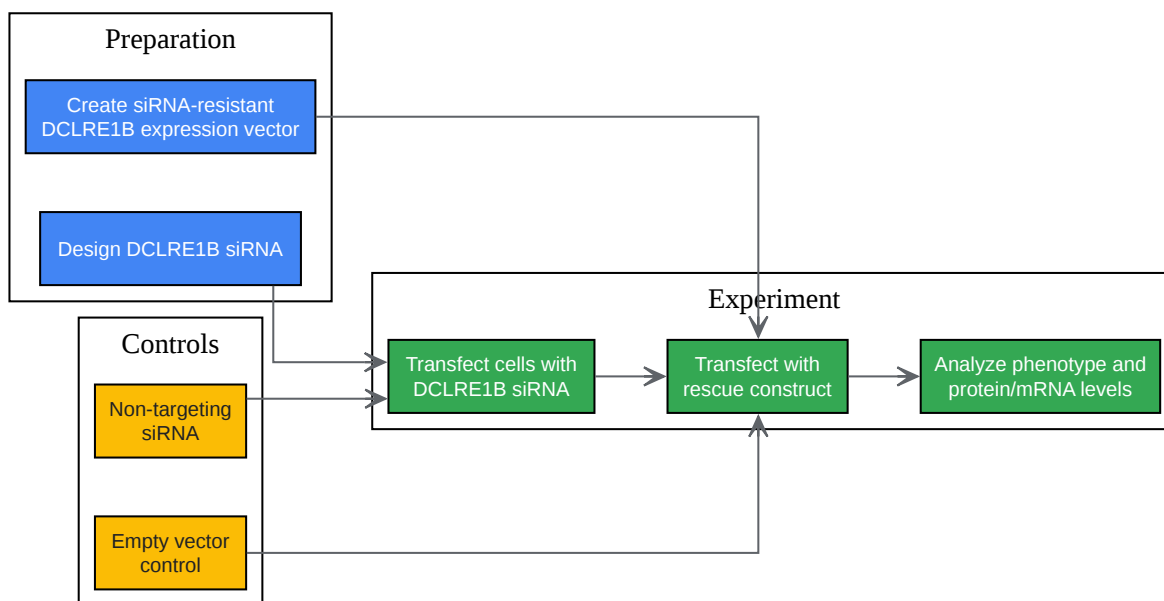 Preparation
Create siRNA-resistant
DCLRE1B expression vector
Design DCLRE1B siRNA
Controls
Non-targeting
siRNA
Empty vector
control
Experiment
Transfect cells with
DCLRE1B siRNA
Transfect with
rescue construct
Analyze phenotype and
protein/mRNA levels